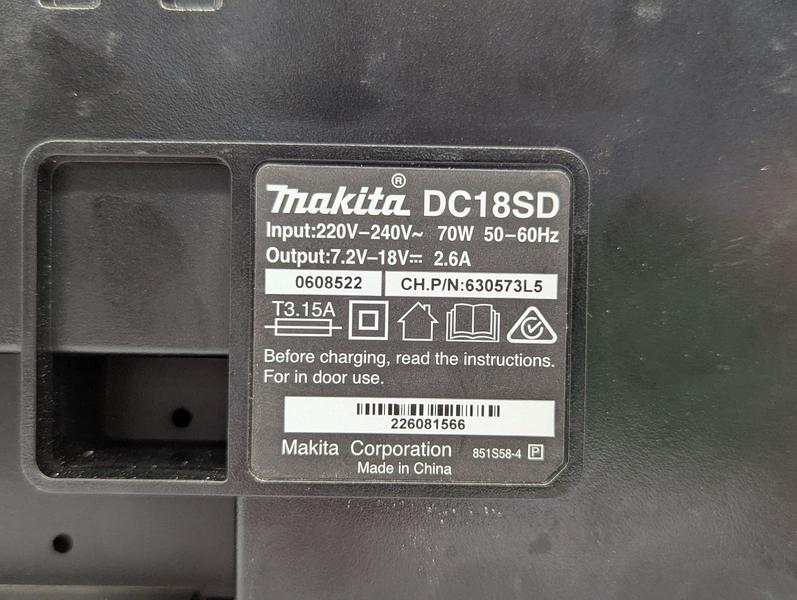 makita® DC18SD
Input:220V–240V~ 70W 50–60Hz
Output:7.2V–18V⎓ 2.6A
0608522 CH.P/N:630573L5
T3.15A
Before charging, read the instructions.
For in door use.
226081566
Makita Corporation 851S58-4 P
Made in China